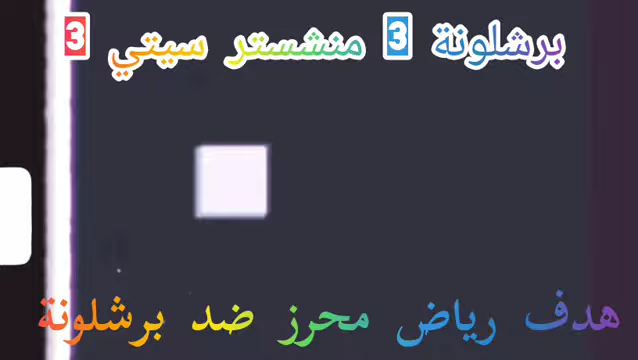 برشلونة 3 منشستر سيتي 3
هدف رياض محرز ضد برشلونة